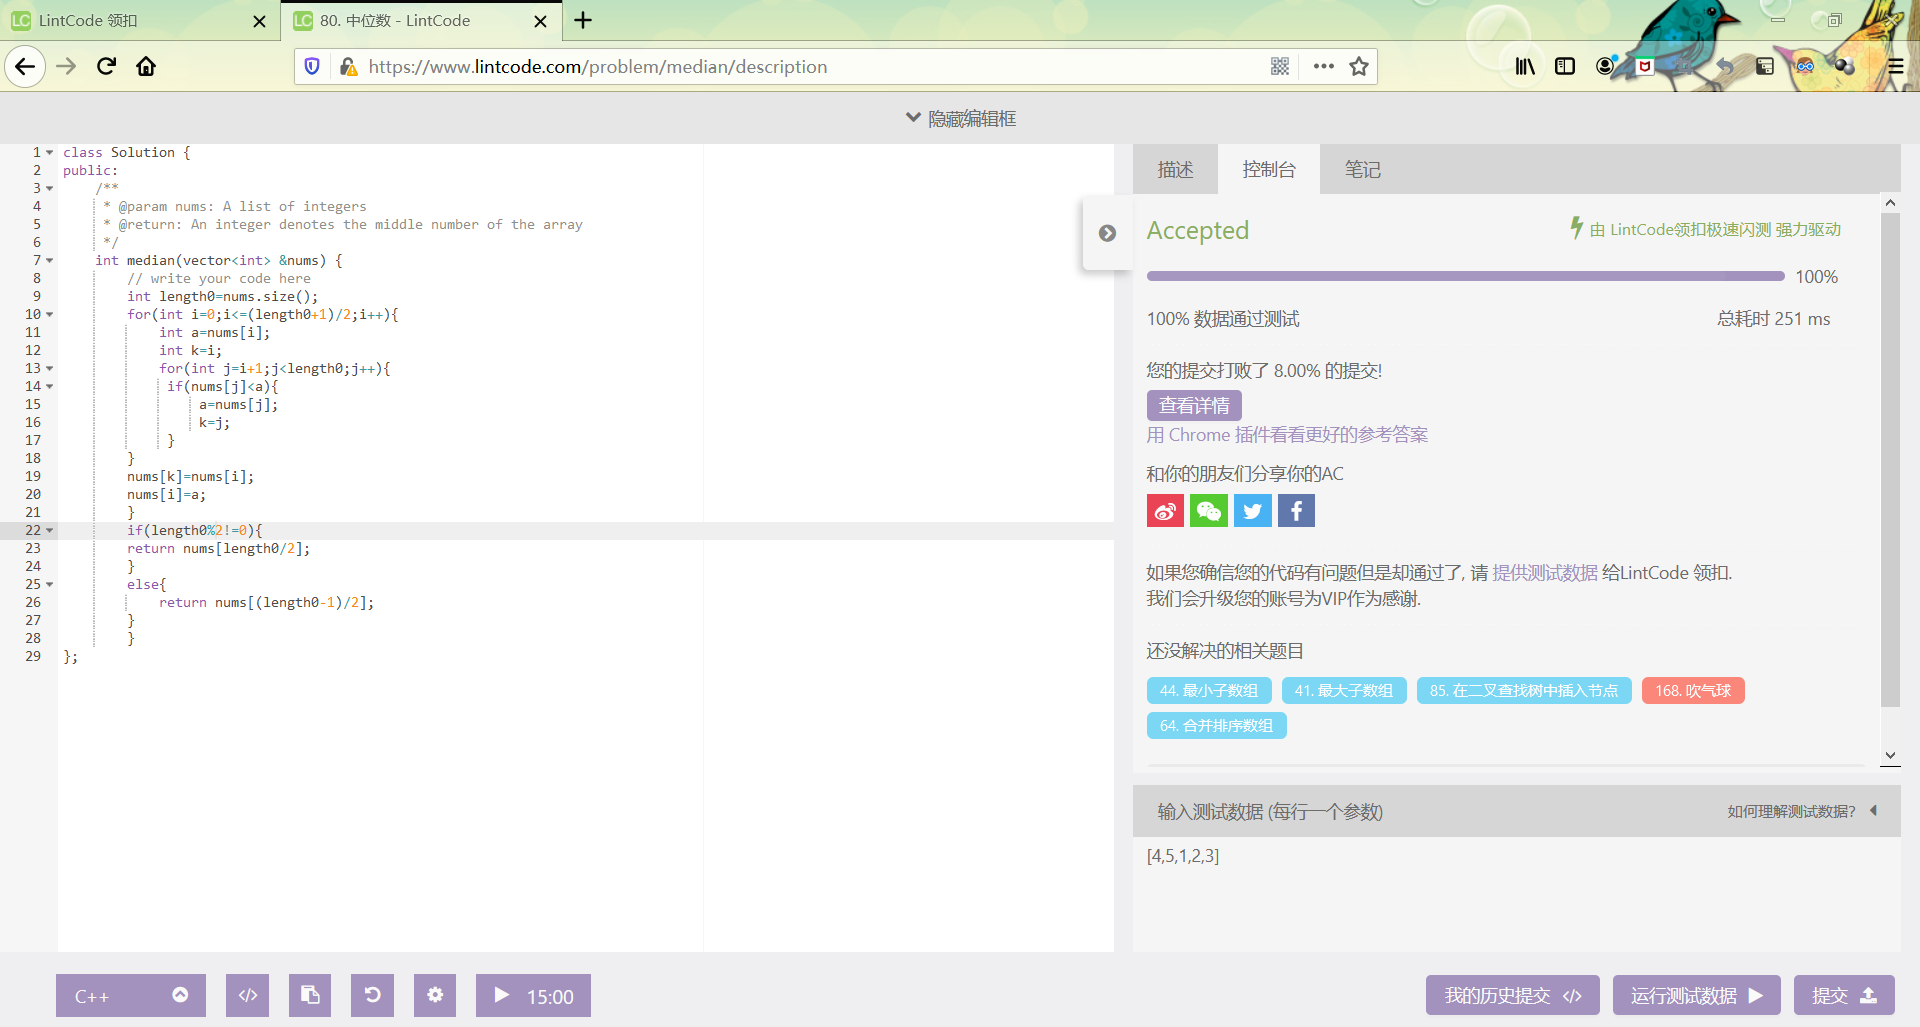 LintCode 领扣
80. 中位数 - LintCode
https://www.lintcode.com/problem/median/description
隐藏编辑框
1 class Solution {
2 public:
3 /**
4 * @param nums: A list of integers
5 * @return: An integer denotes the middle number of the array
6 */
7 int median(vector<int> &nums) {
8 // write your code here
9 int length0=nums.size();
10 for(int i=0;i<=(length0+1)/2;i++){
11 int a=nums[i];
12 int k=i;
13 for(int j=i+1;j<length0;j++){
14 if(nums[j]<a){
15 a=nums[j];
16 k=j;
17 }
18 }
19 nums[k]=nums[i];
20 nums[i]=a;
21 }
22 if(length0%2!=0){
23 return nums[length0/2];
24 }
25 else{
26 return nums[(length0-1)/2];
27 }
28 }
29 };
描述 控制台 笔记
Accepted 由 LintCode领扣极速闪测 强力驱动
100%
100% 数据通过测试 总耗时 251 ms
您的提交打败了 8.00% 的提交!
查看详情
用 Chrome 插件看看更好的参考答案
和你的朋友们分享你的AC
如果您确信您的代码有问题但是却通过了, 请 提供测试数据 给LintCode 领扣.
我们会升级您的账号为VIP作为感谢.
还没解决的相关题目
44. 最小子数组 41. 最大子数组 85. 在二叉查找树中插入节点 168. 吹气球
64. 合并排序数组
输入测试数据 (每行一个参数) 如何理解测试数据?
[4,5,1,2,3]
C++ 15:00 我的历史提交 运行测试数据 提交